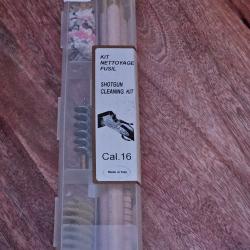 KIT
NETTOYAGE
FUSIL
SHOTGUN
CLEANING KIT
Cal.16
Made in Italy